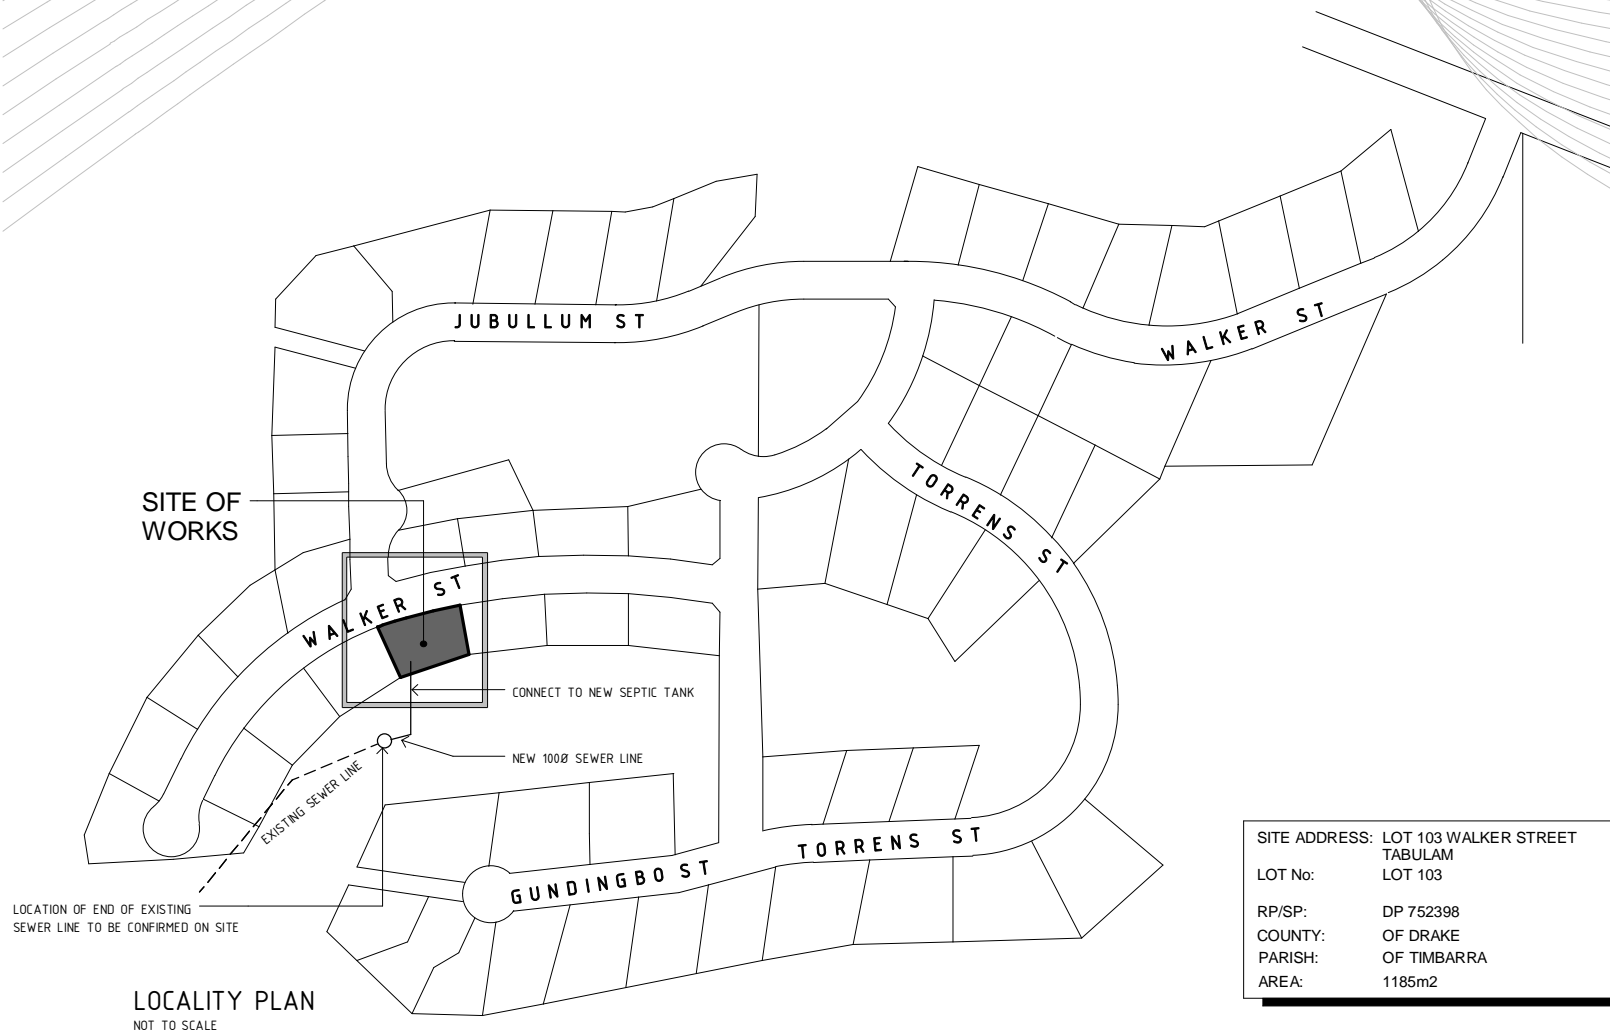 JUBULLUM ST
WALKER ST
SITE OF
WORKS
TORRENS ST
WALKER ST
CONNECT TO NEW SEPTIC TANK
NEW 100Ø SEWER LINE
EXISTING SEWER LINE
TORRENS ST
GUNDINGBO ST
LOCATION OF END OF EXISTING
SEWER LINE TO BE CONFIRMED ON SITE
LOCALITY PLAN
NOT TO SCALE
SITE ADDRESS: LOT 103 WALKER STREET
TABULAM
LOT No: LOT 103
RP/SP: DP 752398
COUNTY: OF DRAKE
PARISH: OF TIMBARRA
AREA: 1185m2